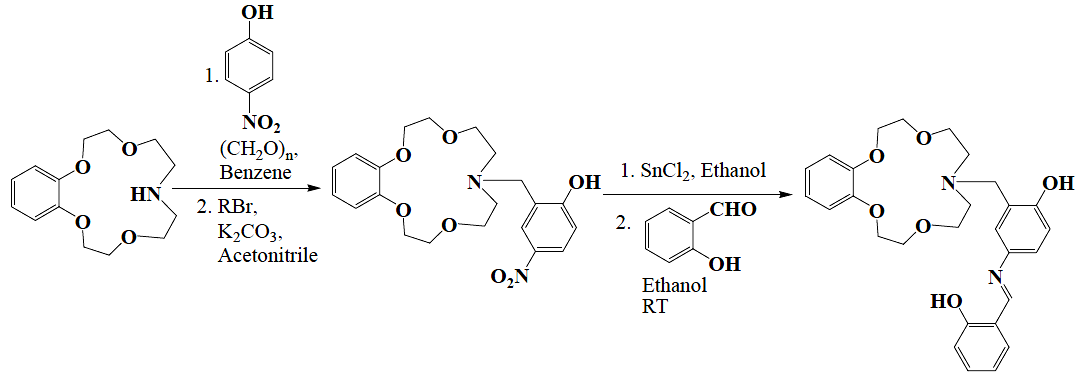 OH
1.
NO₂
(CH₂O)ₙ,
Benzene
2. RBr,
K₂CO₃,
Acetonitrile
O
O
HN
O
O
O
O
N
OH
O
O
O₂N
1. SnCl₂, Ethanol
2.
CHO
OH
Ethanol
RT
O
O
N
OH
O
O
N
HO